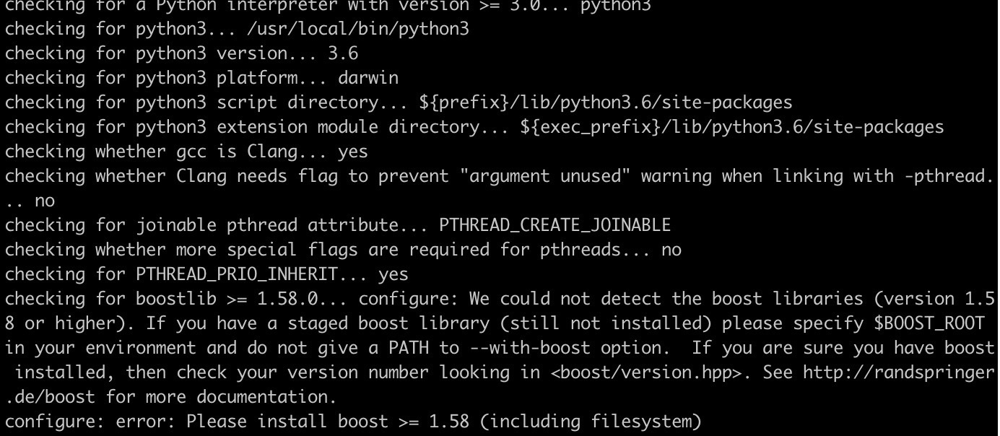 checking for a Python interpreter with version >= 3.0... python3
checking for python3... /usr/local/bin/python3
checking for python3 version... 3.6
checking for python3 platform... darwin
checking for python3 script directory... ${prefix}/lib/python3.6/site-packages
checking for python3 extension module directory... ${exec_prefix}/lib/python3.6/site-packages
checking whether gcc is Clang... yes
checking whether Clang needs flag to prevent "argument unused" warning when linking with -pthread.
.. no
checking for joinable pthread attribute... PTHREAD_CREATE_JOINABLE
checking whether more special flags are required for pthreads... no
checking for PTHREAD_PRIO_INHERIT... yes
checking for boostlib >= 1.58.0... configure: We could not detect the boost libraries (version 1.5
8 or higher). If you have a staged boost library (still not installed) please specify $BOOST_ROOT
in your environment and do not give a PATH to --with-boost option.  If you are sure you have boost
 installed, then check your version number looking in <boost/version.hpp>. See http://randspringer
.de/boost for more documentation.
configure: error: Please install boost >= 1.58 (including filesystem)